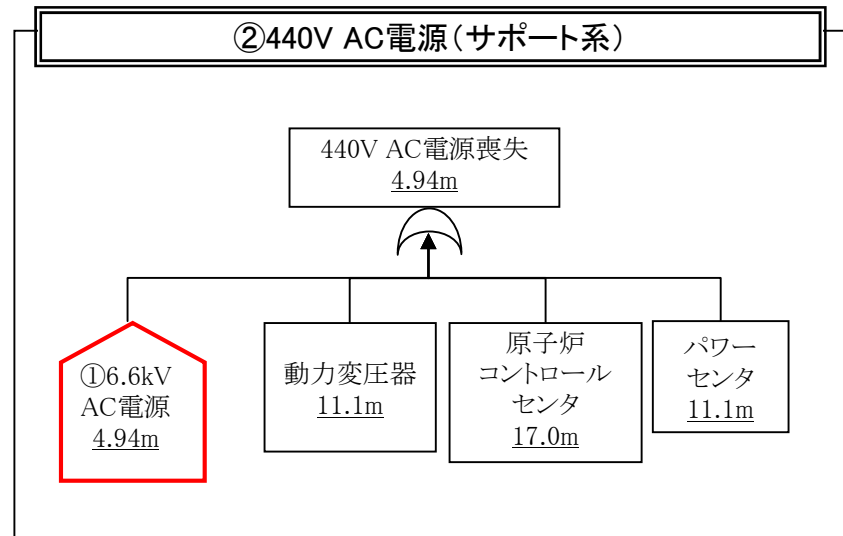 ②440V AC電源(サポート系)
440V AC電源喪失
4.94m
①6.6kV
AC電源
4.94m
動力変圧器
11.1m
原子炉
コントロール
センタ
17.0m
パワー
センタ
11.1m